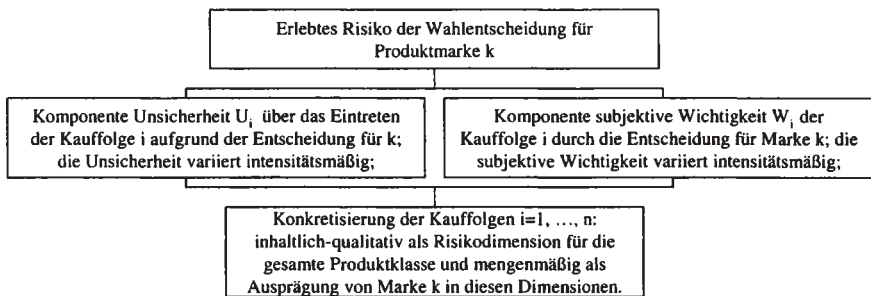 Erlebtes Risiko der Wahlentscheidung für
Produktmarke k
Komponente Unsicherheit U_i über das Eintreten
der Kauffolge i aufgrund der Entscheidung für k;
die Unsicherheit variiert intensitätsmäßig;
Komponente subjektive Wichtigkeit W_i der
Kauffolge i durch die Entscheidung für Marke k; die
subjektive Wichtigkeit variiert intensitätsmäßig;
Konkretisierung der Kauffolgen i=1, …, n:
inhaltlich-qualitativ als Risikodimension für die
gesamte Produktklasse und mengenmäßig als
Ausprägung von Marke k in diesen Dimensionen.